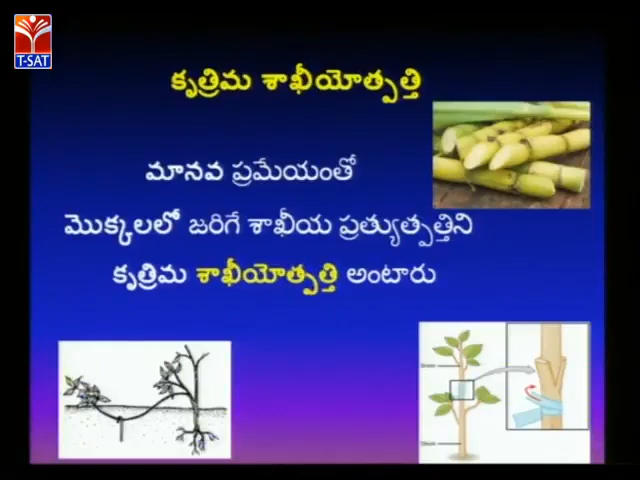 T-SAT
కృత్రిమ శాఖీయోత్పత్తి
మానవ ప్రమేయంతో
మొక్కలలో జరిగే శాఖీయ ప్రత్యుత్పత్తిని
కృత్రిమ శాఖీయోత్పత్తి అంటారు